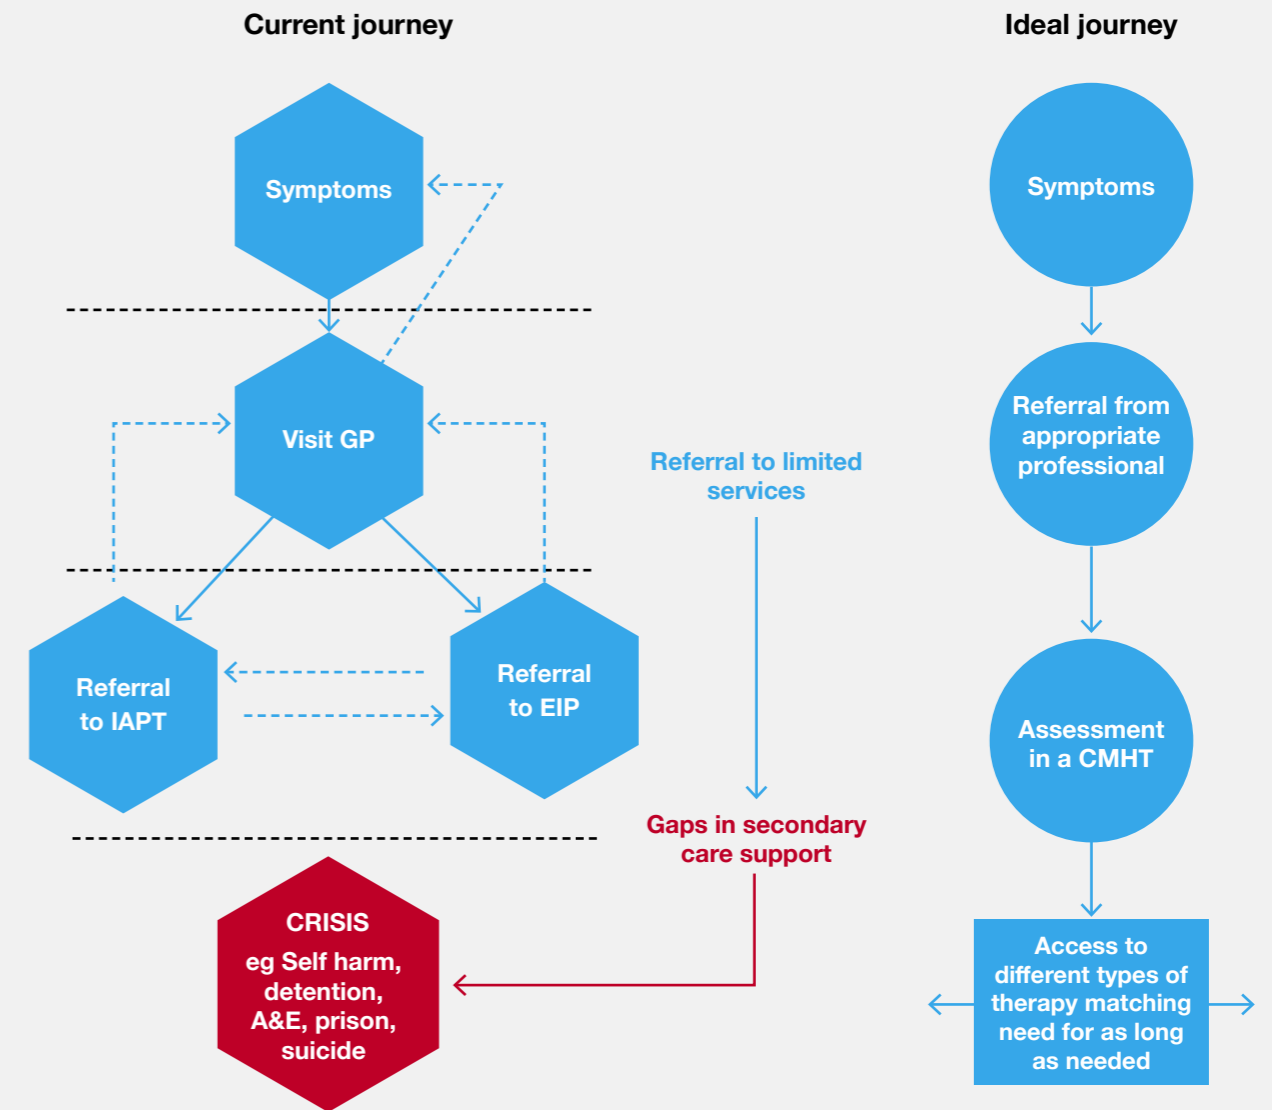 Current journey
Symptoms
Visit GP
Referral
to IAPT
Referral
to EIP
Referral to limited
services
Gaps in secondary
care support
CRISIS
eg Self harm,
detention,
A&E, prison,
suicide
Ideal journey
Symptoms
Referral from
appropriate
professional
Assessment
in a CMHT
Access to
different types of
therapy matching
need for as long
as needed